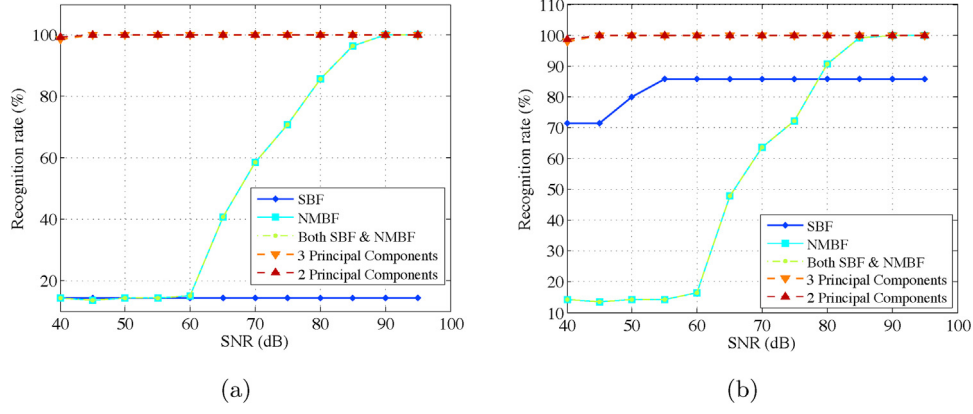 100
80
60
40
20
40
50
60
70
80
90
100
Recognition rate (%)
SNR (dB)
SBF
NMBF
Both SBF & NMBF
3 Principal Components
2 Principal Components
(a)
110
100
90
80
70
60
50
40
30
20
10
40
50
60
70
80
90
100
Recognition rate (%)
SNR (dB)
SBF
NMBF
Both SBF & NMBF
3 Principal Components
2 Principal Components
(b)